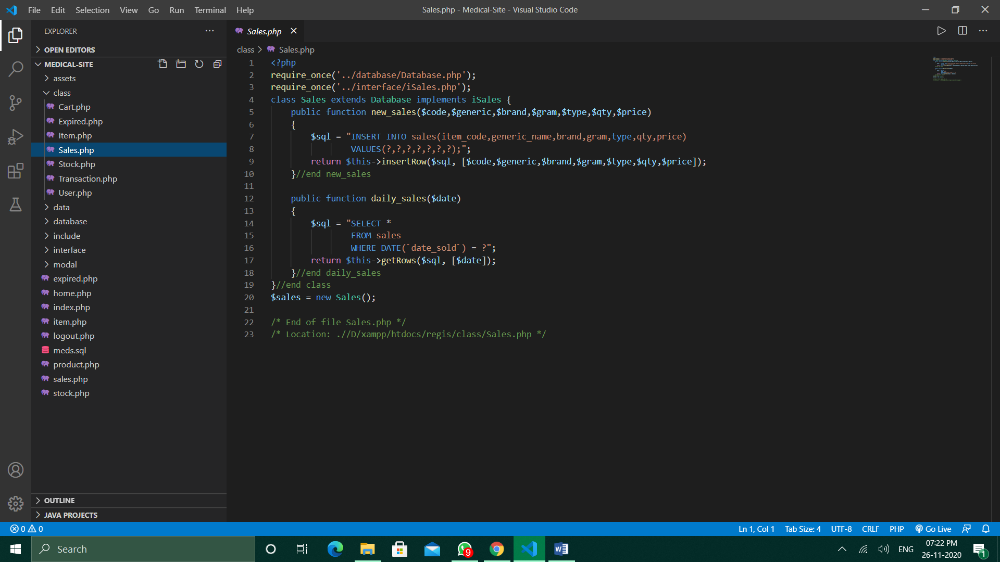 File Edit Selection View Go Run Terminal Help
Sales.php - Medical-Site - Visual Studio Code
EXPLORER
OPEN EDITORS
MEDICAL-SITE
assets
class
Cart.php
Expired.php
Item.php
Sales.php
Stock.php
Transaction.php
User.php
data
database
include
interface
modal
expired.php
home.php
index.php
item.php
logout.php
meds.sql
product.php
sales.php
stock.php
OUTLINE
JAVA PROJECTS
Sales.php
class > Sales.php
1 <?php
2 require_once('../database/Database.php');
3 require_once('../interface/iSales.php');
4 class Sales extends Database implements iSales {
5 public function new_sales($code,$generic,$brand,$gram,$type,$qty,$price)
6 {
7 $sql = "INSERT INTO sales(item_code,generic_name,brand,gram,type,qty,price)
8 VALUES(?,?,?,?,?,?,?);";
9 return $this->insertRow($sql, [$code,$generic,$brand,$gram,$type,$qty,$price]);
10 }//end new_sales
11
12 public function daily_sales($date)
13 {
14 $sql = "SELECT *
15 FROM sales
16 WHERE DATE(`date_sold`) = ?";
17 return $this->getRows($sql, [$date]);
18 }//end daily_sales
19 }//end class
20 $sales = new Sales();
21
22 /* End of file Sales.php */
23 /* Location: .//D/xampp/htdocs/regis/class/Sales.php */
0 0
Ln 1, Col 1 Tab Size: 4 UTF-8 CRLF PHP Go Live
Search
9
W
ENG
07:22 PM
26-11-2020
1